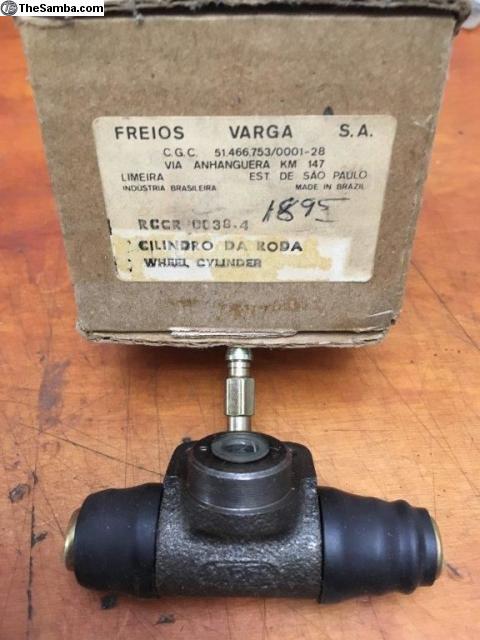 TheSamba.com
FREIOS VARGA S.A.
C.G.C. 51.466.753/0001-28
VIA ANHANGUERA KM 147
LIMEIRA EST. DE SÃO PAULO
INDÚSTRIA BRASILEIRA MADE IN BRAZIL
1895
RCCR 0038.4
CILINDRO DA RODA
WHEEL CYLINDER